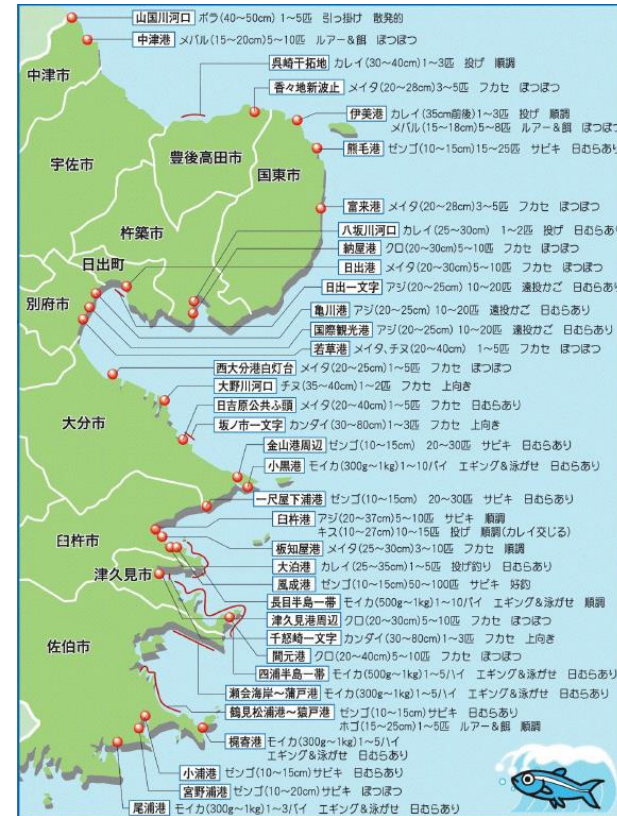 山国川河口 ボラ(40～50cm) 1～5匹 引っ掛け 散発的
中津港 メバル(15～20cm)5～10匹 ルアー&餌 ぽつぽつ
呉崎干拓地 カレイ(30～40cm)1～3匹 投げ 順調
香々地新波止 メイタ(20～28cm)3～5匹 フカセ ぽつぽつ
中津市
伊美港 カレイ(35cm前後)1～3匹 投げ 順調
メバル(15～18cm)5～8匹 ルアー&餌 ぽつぽつ
熊毛港 ゼンゴ(10～15cm)15～25匹 サビキ 日むらあり
宇佐市
豊後高田市
国東市
富来港 メイタ(20～28cm)3～5匹 フカセ ぽつぽつ
八坂川河口 カレイ(25～30cm) 1～2匹 投げ 日むらあり
杵築市
納屋港 クロ(20～30cm)5～10匹 フカセ ぽつぽつ
日出町
日出港 メイタ(20～30cm)5～10匹 フカセ ぽつぽつ
日出一文字 アジ(20～25cm) 10～20匹 遠投かご 日むらあり
別府市
亀川港 アジ(20～25cm) 10～20匹 遠投かご 日むらあり
国際観光港 アジ(20～25cm) 10～20匹 遠投かご 日むらあり
若草港 メイタ、チヌ(20～40cm) 1～5匹 フカセ ぽつぽつ
西大分港白灯台 メイタ(20～25cm)1～5匹 フカセ ぽつぽつ
大野川河口 チヌ(35～40cm)1～2匹 フカセ 上向き
日吉原公共ふ頭 メイタ(20～40cm)1～5匹 フカセ 日むらあり
大分市
坂ノ市一文字 カンダイ(30～80cm)1～3匹 フカセ 上向き
金山港周辺 ゼンゴ(10～15cm) 20～30匹 サビキ 日むらあり
小黒港 モイカ(300g～1kg)1～10パイ エギング&泳がせ 日むらあり
一尺屋下浦港 ゼンゴ(10～15cm) 20～30匹 サビキ 日むらあり
臼杵港 アジ(20～37cm)5～10匹 サビキ 順調
キス(10～27cm)10～15匹 投げ 順調(カレイ交じる)
臼杵市
板知屋港 メイタ(25～30cm)3～10匹 フカセ 順調
大泊港 カレイ(25～35cm)1～5匹 投げ釣り 日むらあり
津久見市
風成港 ゼンゴ(10～15cm)50～100匹 サビキ 好釣
長目半島一帯 モイカ(500g～1kg)1～10パイ エギング&泳がせ 順調
津久見港周辺 クロ(20～30cm)5～10匹 フカセ ぽつぽつ
千怒崎一文字 カンダイ(30～80cm)1～3匹 フカセ 上向き
佐伯市
間元港 クロ(20～40cm)5～10匹 フカセ ぽつぽつ
四浦半島一帯 モイカ(500g～1kg)1～5ハイ エギング&泳がせ 日むらあり
瀬会海岸～蒲戸港 モイカ(300g～1kg)1～5ハイ エギング&泳がせ 日むらあり
鶴見松浦港～猿戸港 ゼンゴ(10～15cm)サビキ 日むらあり
ホゴ(15～25cm)1～5匹 ルアー&餌 順調
梶寄港 モイカ(300g～1kg)1～5ハイ
エギング&泳がせ 日むらあり
小浦港 ゼンゴ(10～15cm)サビキ 日むらあり
宮野浦港 ゼンゴ(10～20cm)サビキ ぽつぽつ
尾浦港 モイカ(300g～1kg)1～3バイ エギング&泳がせ 日むらあり